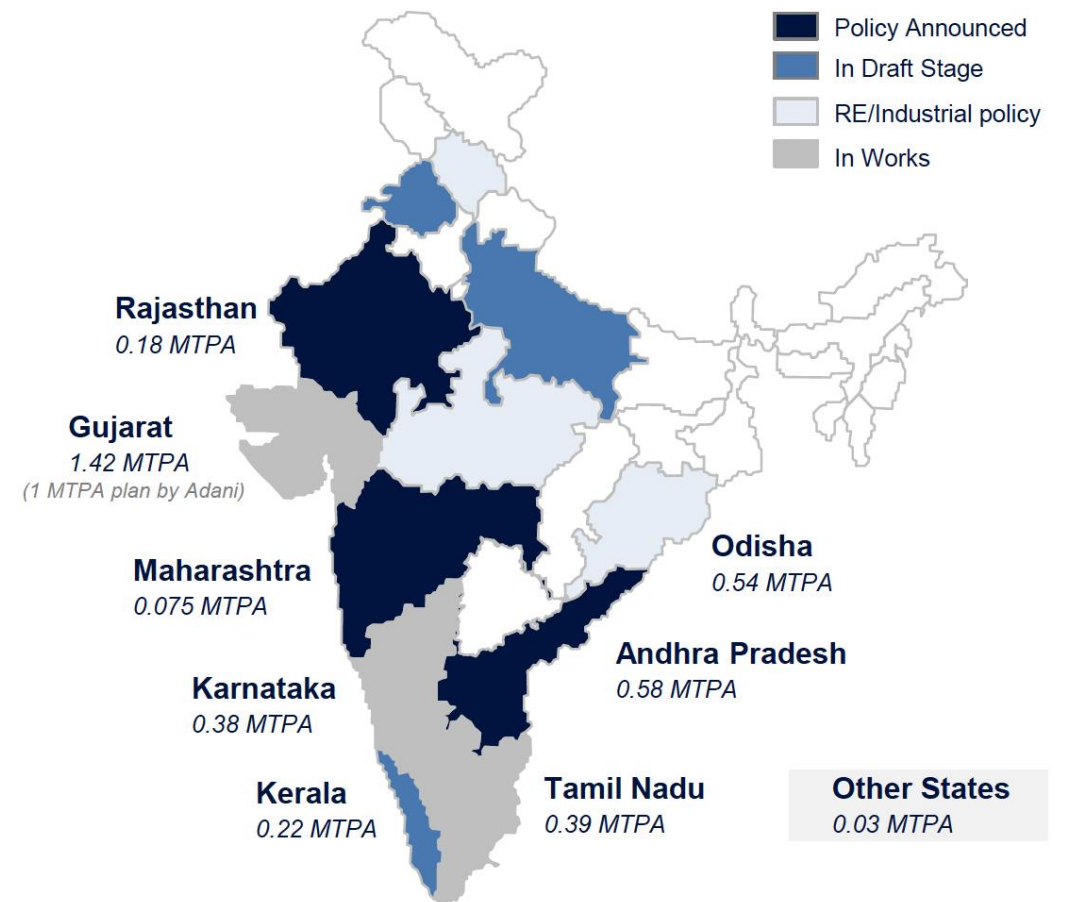 Policy Announced
In Draft Stage
RE/Industrial policy
In Works
Rajasthan
0.18 MTPA
Gujarat
1.42 MTPA
(1 MTPA plan by Adani)
Maharashtra
0.075 MTPA
Odisha
0.54 MTPA
Andhra Pradesh
0.58 MTPA
Karnataka
0.38 MTPA
Kerala
0.22 MTPA
Tamil Nadu
0.39 MTPA
Other States
0.03 MTPA